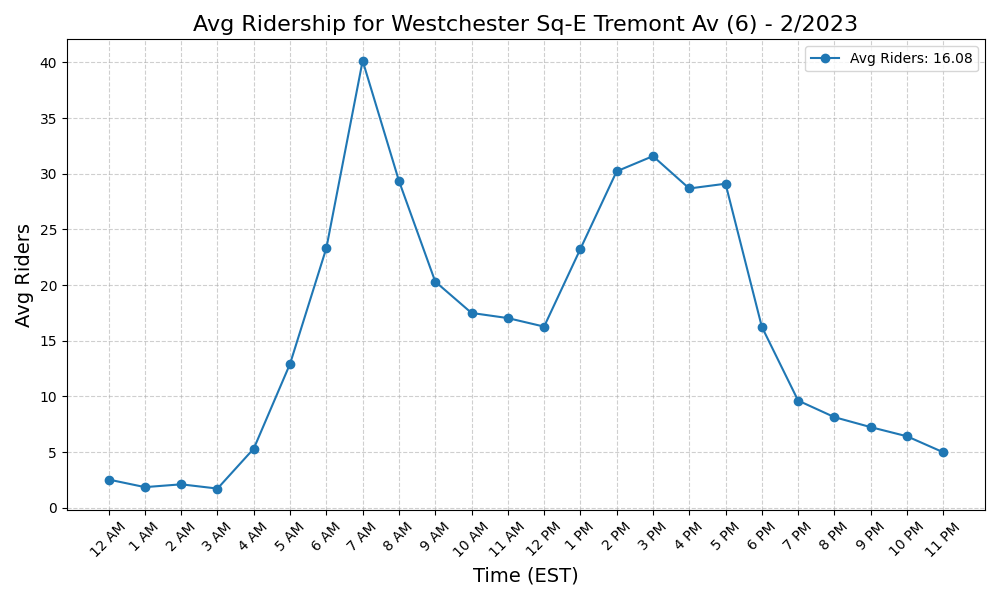 Avg Ridership for Westchester Sq-E Tremont Av (6) - 2/2023
Avg Riders: 16.08
Avg Riders
40
35
30
25
20
15
10
5
0
12 AM
1 AM
2 AM
3 AM
4 AM
5 AM
6 AM
7 AM
8 AM
9 AM
10 AM
11 AM
12 PM
1 PM
2 PM
3 PM
4 PM
5 PM
6 PM
7 PM
8 PM
9 PM
10 PM
11 PM
Time (EST)